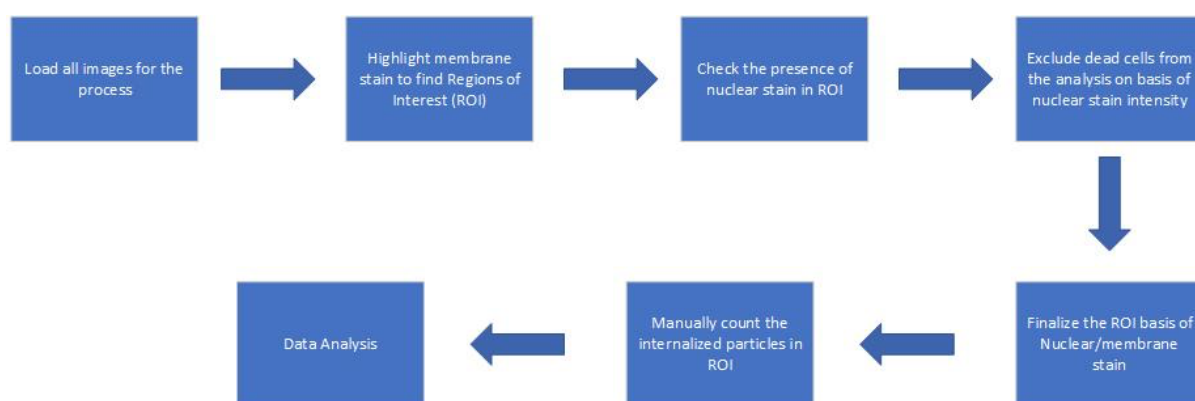 Load all images for the
process
Highlight membrane
stain to find Regions of
Interest (ROI)
Check the presence of
nuclear stain in ROI
Exclude dead cells from
the analysis on basis of
nuclear stain intensity
Finalize the ROI basis of
Nuclear/membrane
stain
Manually count the
internalized particles in
ROI
Data Analysis